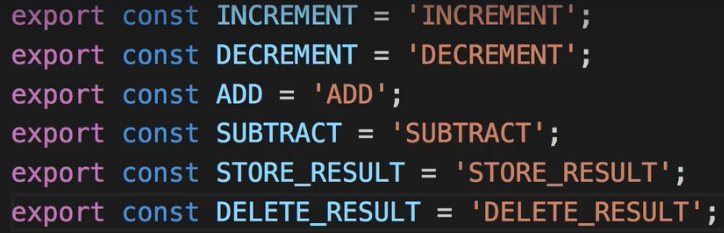 export const INCREMENT = 'INCREMENT';
export const DECREMENT = 'DECREMENT';
export const ADD = 'ADD';
export const SUBTRACT = 'SUBTRACT';
export const STORE_RESULT = 'STORE_RESULT';
export const DELETE_RESULT = 'DELETE_RESULT';